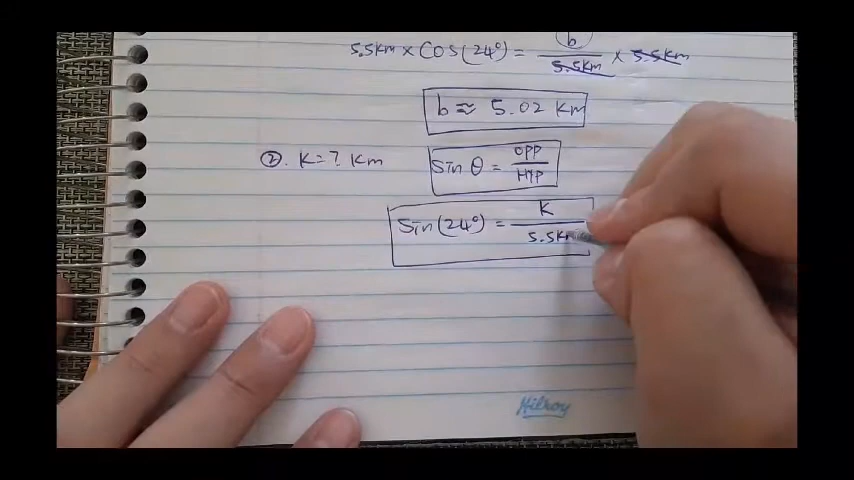 5.5km × Cos(24°) = b/5.5km × 5.5km
b ≈ 5.02 km
②. K=? Km
Sin θ = OPP/HYP
Sin(24°) = K/5.5km
Hilroy